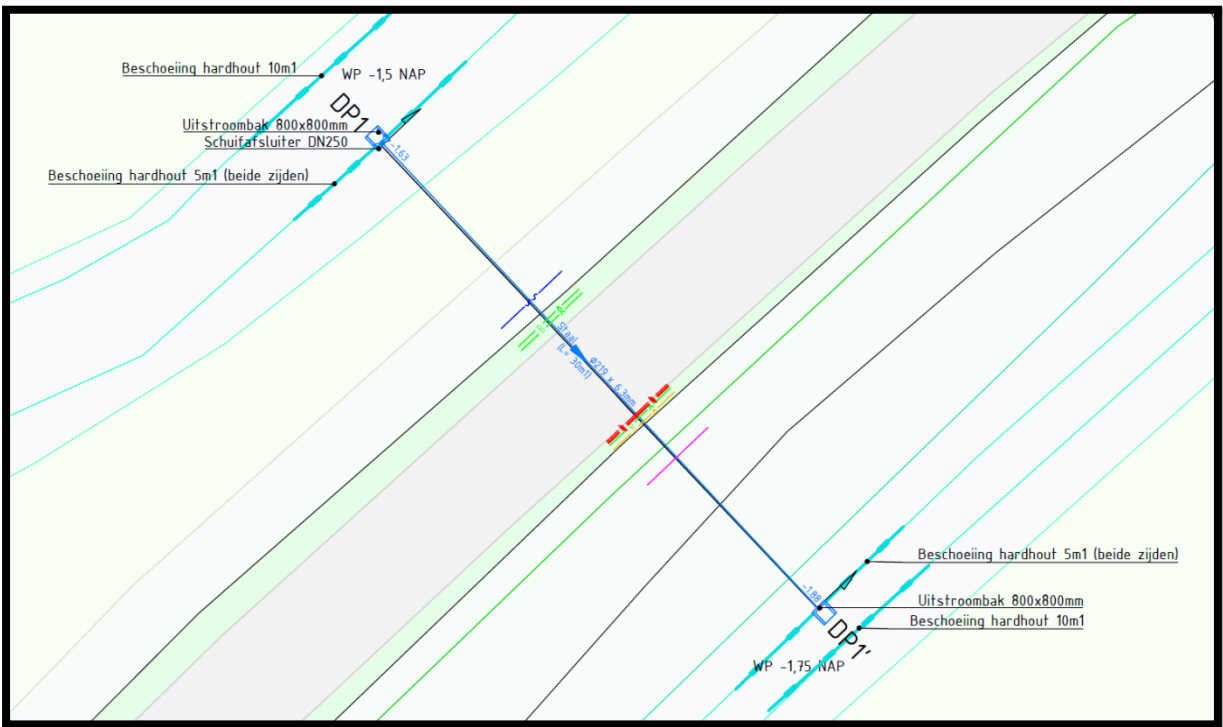 Beschoeiing hardhout 10m1
WP -1,5 NAP
DP1
Uitstroombak 800x800mm
Schuifafsluiter DN250
-1.63
Beschoeiing hardhout 5m1 (beide zijden)
S
S
Staal
(L= 30m1)
Ø219 x 6.3mm
Beschoeiing hardhout 5m1 (beide zijden)
-1.88
Uitstroombak 800x800mm
Beschoeiing hardhout 10m1
DP1'
WP -1,75 NAP